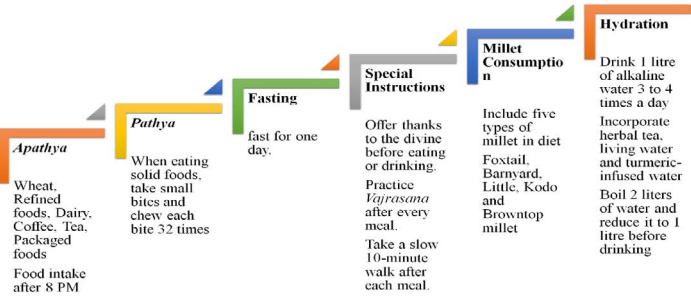 Apathya
Wheat,
Refined
foods, Dairy,
Coffee, Tea,
Packaged
foods
Food intake
after 8 PM
Pathya
When eating
solid foods,
take small
bites and
chew each
bite 32 times
Fasting
fast for one
day.
Special
Instructions
Offer thanks
to the divine
before eating
or drinking.
Practice
Vajrasana
after every
meal.
Take a slow
10-minute
walk after
each meal.
Millet
Consumptio
n
Include five
types of
millet in diet
Foxtail,
Barnyard,
Little, Kodo
and
Browntop
millet
Hydration
Drink 1 litre
of alkaline
water 3 to 4
times a day
Incorporate
herbal tea,
living water
and turmeric-
infused water
Boil 2 liters
of water and
reduce it to 1
litre before
drinking